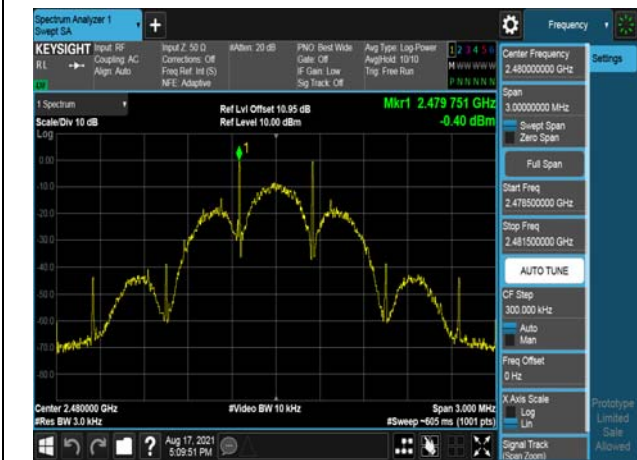 Spectrum Analyzer 1
Swept SA
+
Frequency
KEYSIGHT
Input: RF
Input Z: 50 Ω
#Atten: 20 dB
PNO: Best Wide
Avg Type: Log-Power
1 2 3 4 5 6
RL
Coupling: AC
Corrections: Off
Gate: Off
Avg|Hold: 10/10
M W W W W W
Align: Auto
Freq Ref: Int (S)
IF Gain: Low
Trig: Free Run
NFE: Adaptive
Sig Track: Off
P N N N N N
1 Spectrum
Ref Lvl Offset 10.95 dB
Mkr1 2.479 751 GHz
Scale/Div 10 dB
Ref Level 10.00 dBm
-0.40 dBm
Log
1
0.00
-10.0
-20.0
-30.0
-40.0
-50.0
-60.0
-70.0
-80.0
Center 2.480000 GHz
#Video BW 10 kHz
Span 3.000 MHz
#Res BW 3.0 kHz
#Sweep ~605 ms (1001 pts)
?
Aug 17, 2021
5:09:51 PM
Center Frequency
2.480000000 GHz
Settings
Span
3.00000000 MHz
Swept Span
Zero Span
Full Span
Start Freq
2.478500000 GHz
Stop Freq
2.481500000 GHz
AUTO TUNE
CF Step
300.000 kHz
Auto
Man
Freq Offset
0 Hz
X Axis Scale
Log
Lin
Signal Track
(Span Zoom)
Prototype
Limited
Sale
Allowed